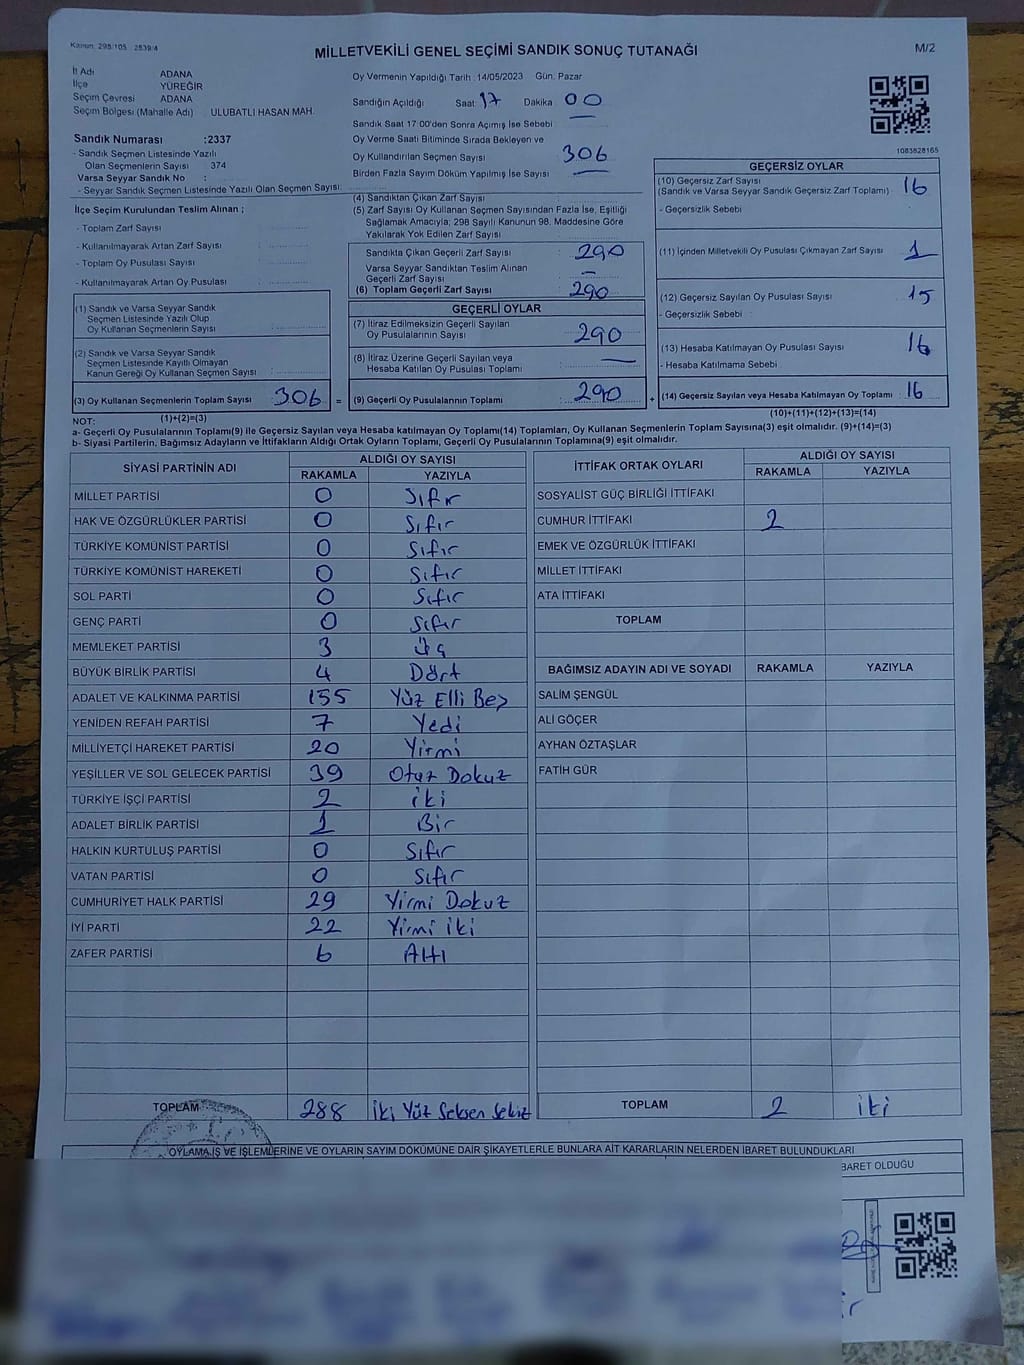 Kanun: 298/105 2839/4
MİLLETVEKİLİ GENEL SEÇİMİ SANDIK SONUÇ TUTANAĞI
M/2
İl Adı ADANA
İlçe YÜREĞİR
Seçim Çevresi ADANA
Seçim Bölgesi (Mahalle Adı) : ULUBATLI HASAN MAH.
Sandık Numarası :2337
- Sandık Seçmen Listesinde Yazılı
Olan Seçmenlerin Sayısı : 374
Varsa Seyyar Sandık No :
- Seyyar Sandık Seçmen Listesinde Yazılı Olan Seçmen Sayısı:
İlçe Seçim Kurulundan Teslim Alınan ;
- Toplam Zarf Sayısı :
- Kullanılmayarak Artan Zarf Sayısı :
- Toplam Oy Pusulası Sayısı :
- Kullanılmayarak Artan Oy Pusulası :
(1) Sandık ve Varsa Seyyar Sandık
Seçmen Listesinde Yazılı Olup
Oy Kullanan Seçmenlerin Sayısı :
(2) Sandık ve Varsa Seyyar Sandık
Seçmen Listesinde Kayıtlı Olmayan
Kanun Gereği Oy Kullanan Seçmen Sayısı :
(3) Oy Kullanan Seçmenlerin Toplam Sayısı : 306 =
(1)+(2)=(3)
Oy Vermenin Yapıldığı Tarih : 14/05/2023 Gün: Pazar
Sandığın Açıldığı Saat 17 Dakika 00
Sandık Saat 17:00'den Sonra Açımış İse Sebebi :
Oy Verme Saati Bitiminde Sırada Bekleyen ve
Oy Kullandırılan Seçmen Sayısı : 306
Birden Fazla Sayım Döküm Yapılmış İse Sayısı : —
(4) Sandıktan Çıkan Zarf Sayısı :
(5) Zarf Sayısı Oy Kullanan Seçmen Sayısından Fazla İse, Eşitliği
Sağlamak Amacıyla; 298 Sayılı Kanunun 98. Maddesine Göre
Yakılarak Yok Edilen Zarf Sayısı :
Sandıkta Çıkan Geçerli Zarf Sayısı : 290
Varsa Seyyar Sandıktan Teslim Alınan
Geçerli Zarf Sayısı : —
(6) Toplam Geçerli Zarf Sayısı : 290
GEÇERLİ OYLAR
(7) İtiraz Edilmeksizin Geçerli Sayılan
Oy Pusulalarının Sayısı : 290
(8) İtiraz Üzerine Geçerli Sayılan veya
Hesaba Katılan Oy Pusulası Toplamı : —
(9) Geçerli Oy Pusulalarının Toplamı : 290 +
1083828165
GEÇERSİZ OYLAR
(10) Geçersiz Zarf Sayısı
(Sandık ve Varsa Seyyar Sandık Geçersiz Zarf Toplamı) : 16
- Geçersizlik Sebebi :
(11) İçinden Milletvekili Oy Pusulası Çıkmayan Zarf Sayısı : 1
(12) Geçersiz Sayılan Oy Pusulası Sayısı : 15
- Geçersizlik Sebebi :
(13) Hesaba Katılmayan Oy Pusulası Sayısı : 16
- Hesaba Katılmama Sebebi :
(14) Geçersiz Sayılan veya Hesaba Katılmayan Oy Toplamı : 16
(10)+(11)+(12)+(13)=(14)
NOT:
a- Geçerli Oy Pusulalarının Toplamı(9) ile Geçersiz Sayılan veya Hesaba katılmayan Oy Toplamı(14) Toplamları, Oy Kullanan Seçmenlerin Toplam Sayısına(3) eşit olmalıdır. (9)+(14)=(3)
b- Siyasi Partilerin, Bağımsız Adayların ve İttifakların Aldığı Ortak Oyların Toplamı, Geçerli Oy Pusulalarının Toplamına(9) eşit olmalıdır.
SİYASİ PARTİNİN ADI ALDIĞI OY SAYISI
RAKAMLA YAZIYLA
MİLLET PARTİSİ 0 Sıfır
HAK VE ÖZGÜRLÜKLER PARTİSİ 0 Sıfır
TÜRKİYE KOMÜNİST PARTİSİ 0 Sıfır
TÜRKİYE KOMÜNİST HAREKETİ 0 Sıfır
SOL PARTİ 0 Sıfır
GENÇ PARTİ 0 Sıfır
MEMLEKET PARTİSİ 3 Üç
BÜYÜK BİRLİK PARTİSİ 4 Dört
ADALET VE KALKINMA PARTİSİ 155 Yüz Elli Beş
YENİDEN REFAH PARTİSİ 7 Yedi
MİLLİYETÇİ HAREKET PARTİSİ 20 Yirmi
YEŞİLLER VE SOL GELECEK PARTİSİ 39 Otuz Dokuz
TÜRKİYE İŞÇİ PARTİSİ 2 iki
ADALET BİRLİK PARTİSİ 1 Bir
HALKIN KURTULUŞ PARTİSİ 0 Sıfır
VATAN PARTİSİ 0 Sıfır
CUMHURİYET HALK PARTİSİ 29 Yirmi Dokuz
İYİ PARTİ 22 Yirmi iki
ZAFER PARTİSİ 6 Altı
TOPLAM 288 İki Yüz Seksen Sekiz
İTTİFAK ORTAK OYLARI ALDIĞI OY SAYISI
RAKAMLA YAZIYLA
SOSYALİST GÜÇ BİRLİĞİ İTTİFAKI
CUMHUR İTTİFAKI 2
EMEK VE ÖZGÜRLÜK İTTİFAKI
MİLLET İTTİFAKI
ATA İTTİFAKI
TOPLAM
BAĞIMSIZ ADAYIN ADI VE SOYADI RAKAMLA YAZIYLA
SALİM ŞENGÜL
ALİ GÖÇER
AYHAN ÖZTAŞLAR
FATİH GÜR
TOPLAM 2 iki
OYLAMA İŞ VE İŞLEMLERİNE VE OYLARIN SAYIM DÖKÜMÜNE DAİR ŞİKAYETLERLE BUNLARA AİT KARARLARIN NELERDEN İBARET BULUNDUKLARI
BARET OLDUĞU